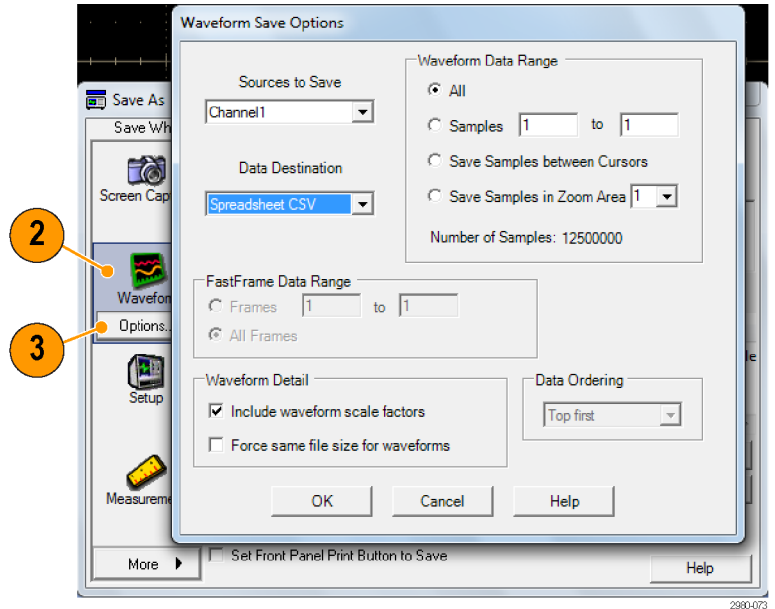 Waveform Save Options
Save As
Save Wh
Screen Cap
2
Waveform
Options..
3
Setup
Measureme
More
Sources to Save
Channel1
Data Destination
Spreadsheet CSV
Waveform Data Range
All
Samples 1 to 1
Save Samples between Cursors
Save Samples in Zoom Area 1
Number of Samples: 12500000
FastFrame Data Range
Frames 1 to 1
All Frames
Waveform Detail
Include waveform scale factors
Force same file size for waveforms
Data Ordering
Top first
OK Cancel Help
le
Set Front Panel Print Button to Save
Help
2980-073